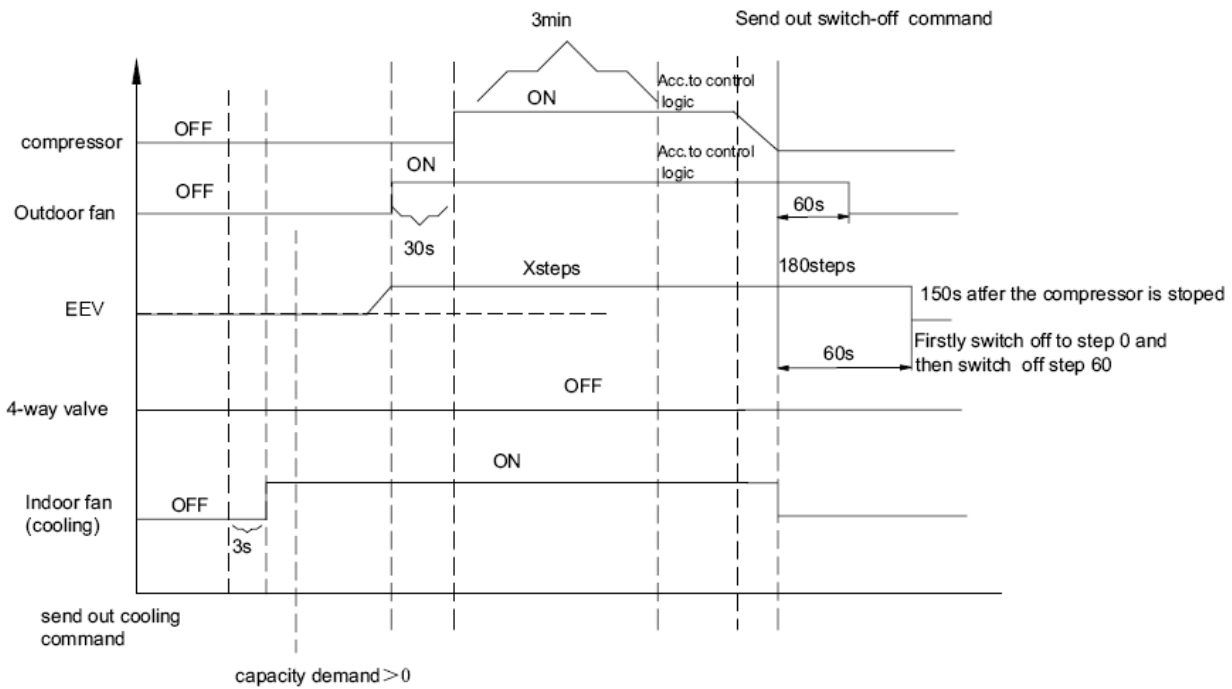 3min
Send out switch-off command
Acc.to control
logic
ON
OFF
compressor
ON
Acc.to control
logic
OFF
Outdoor fan
60s
30s
Xsteps
180steps
EEV
150s atfer the compressor is stoped
Firstly switch off to step 0 and
then switch off step 60
60s
OFF
4-way valve
ON
Indoor fan
(cooling)
OFF
3s
send out cooling
command
capacity demand>0